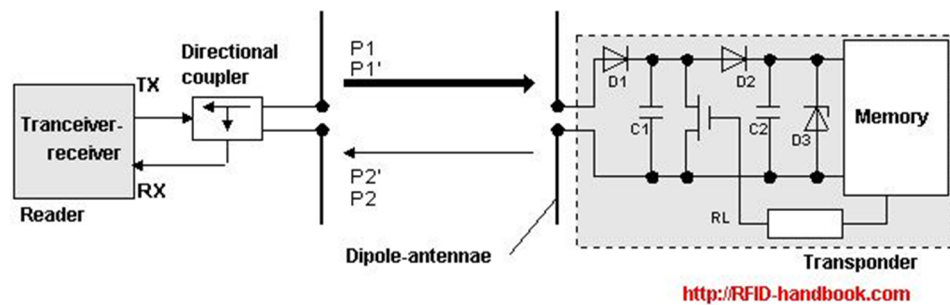 Directional
coupler
TX
Tranceiver-
receiver
RX
Reader
P1
P1'
P2'
P2
Dipole-antennae
D1
D2
C1
C2
D3
Memory
RL
Transponder
http://RFID-handbook.com